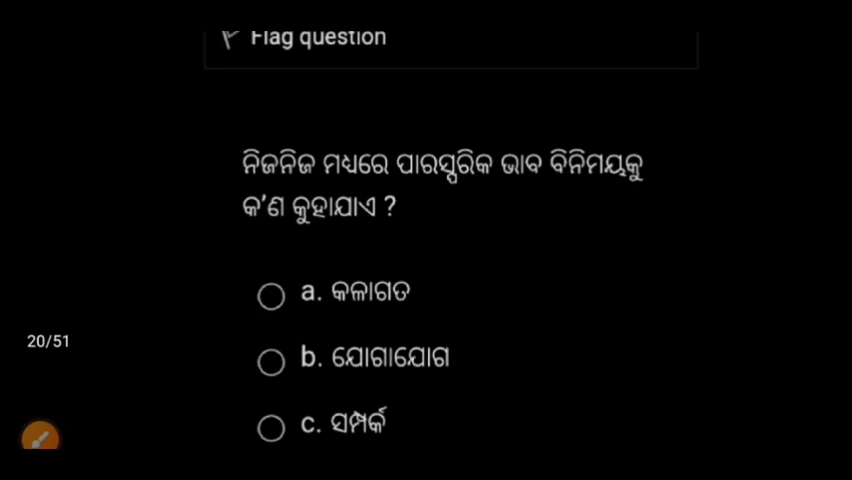 Flag question
ନିଜନିଜ ମଧ୍ୟରେ ପାରସ୍ପରିକ ଭାବ ବିନିମୟକୁ
କ'ଣ କୁହାଯାଏ ?
a. କଳାଗତ
b. ଯୋଗାଯୋଗ
20/51
c. ସମ୍ପର୍କ